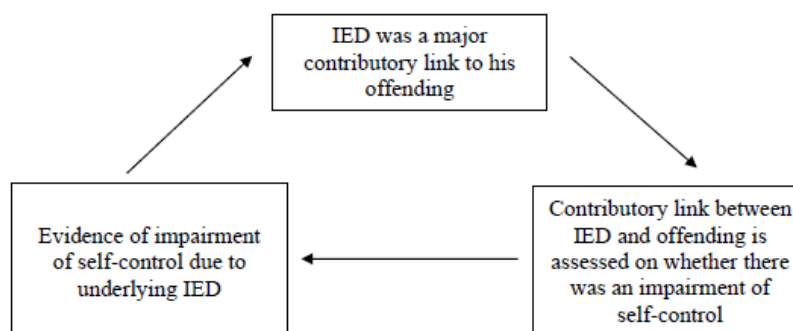 IED was a major
contributory link to his
offending
Evidence of impairment
of self-control due to
underlying IED
Contributory link between
IED and offending is
assessed on whether there
was an impairment of
self-control